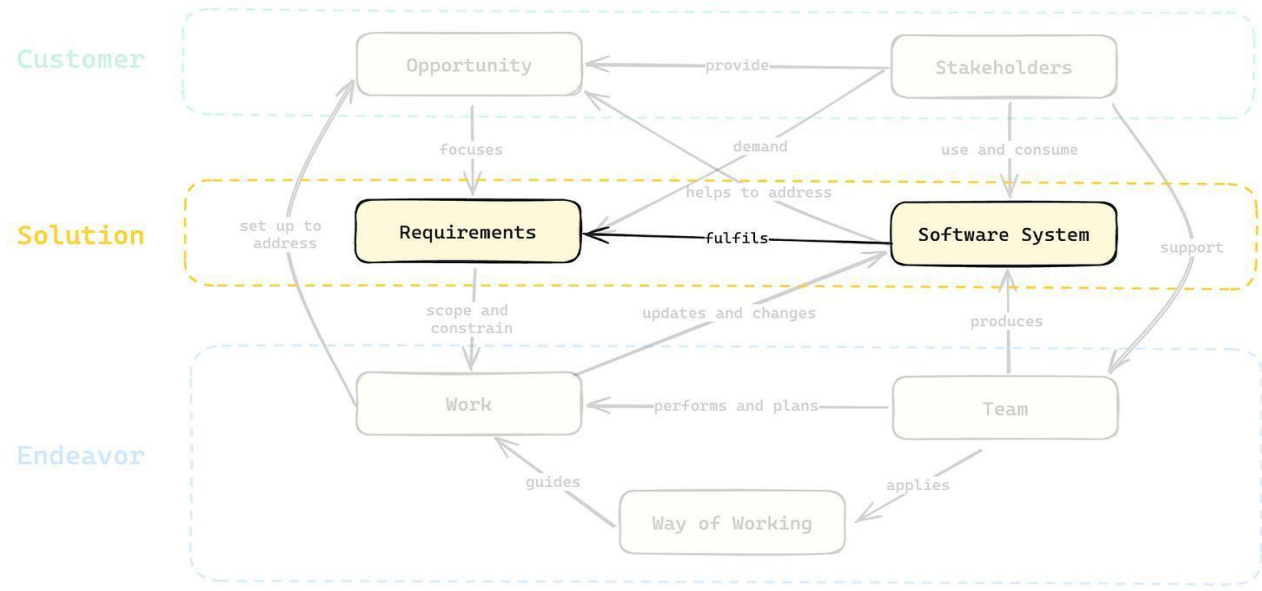 Customer
Opportunity
provide
Stakeholders
focuses
demand
use and consume
helps to address
Solution
set up to
address
Requirements
fulfils
Software System
support
scope and
constrain
updates and changes
produces
Endeavor
Work
performs and plans
Team
guides
applies
Way of Working